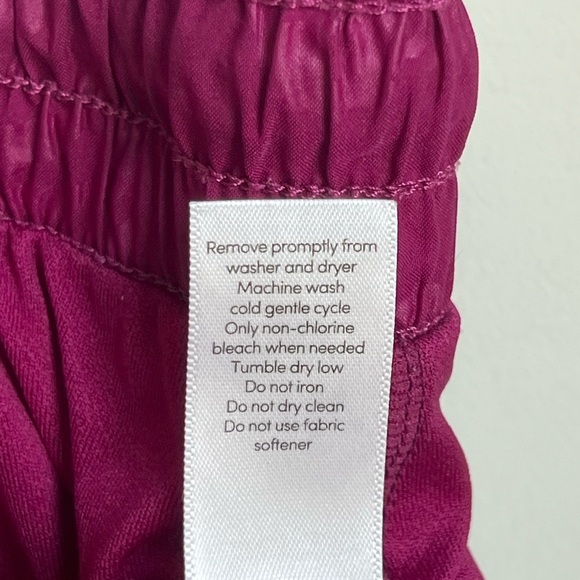 Remove promptly from
washer and dryer
Machine wash
cold gentle cycle
Only non-chlorine
bleach when needed
Tumble dry low
Do not iron
Do not dry clean
Do not use fabric
softener